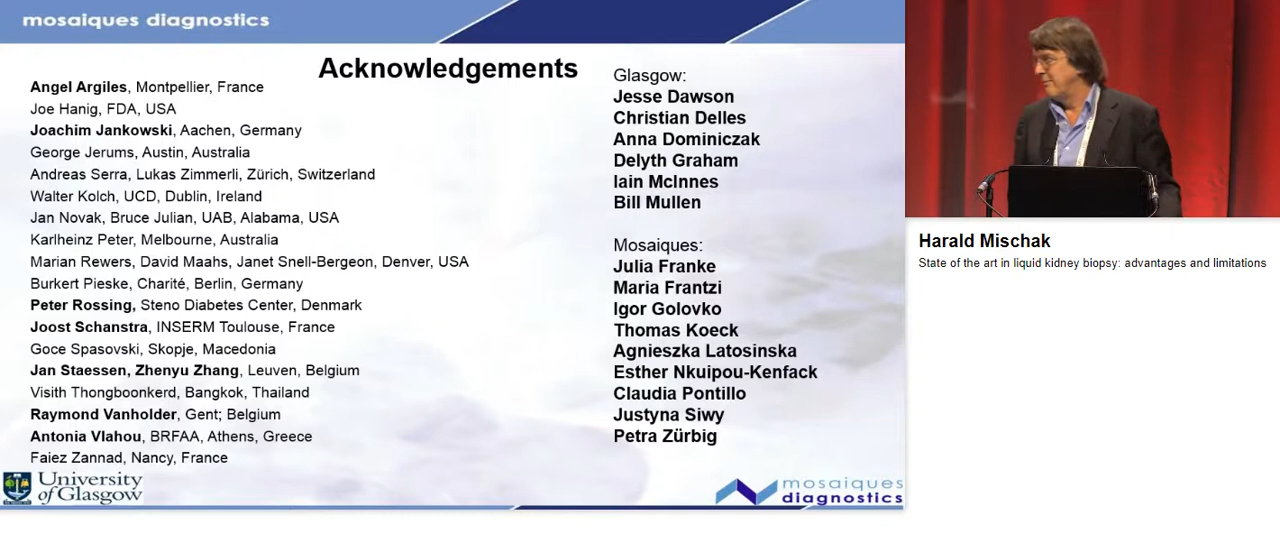 mosaiques diagnostics
Acknowledgements
Angel Argiles, Montpellier, France
Joe Hanig, FDA, USA
Joachim Jankowski, Aachen, Germany
George Jerums, Austin, Australia
Andreas Serra, Lukas Zimmerli, Zürich, Switzerland
Walter Kolch, UCD, Dublin, Ireland
Jan Novak, Bruce Julian, UAB, Alabama, USA
Karlheinz Peter, Melbourne, Australia
Marian Rewers, David Maahs, Janet Snell-Bergeon, Denver, USA
Burkert Pieske, Charité, Berlin, Germany
Peter Rossing, Steno Diabetes Center, Denmark
Joost Schanstra, INSERM Toulouse, France
Goce Spasovski, Skopje, Macedonia
Jan Staessen, Zhenyu Zhang, Leuven, Belgium
Visith Thongboonkerd, Bangkok, Thailand
Raymond Vanholder, Gent; Belgium
Antonia Vlahou, BRFAA, Athens, Greece
Faiez Zannad, Nancy, France
Glasgow:
Jesse Dawson
Christian Delles
Anna Dominiczak
Delyth Graham
Iain McInnes
Bill Mullen
Mosaiques:
Julia Franke
Maria Frantzi
Igor Golovko
Thomas Koeck
Agnieszka Latosinska
Esther Nkuipou-Kenfack
Claudia Pontillo
Justyna Siwy
Petra Zürbig
University
of Glasgow
mosaiques
diagnostics
Harald Mischak
State of the art in liquid kidney biopsy: advantages and limitations